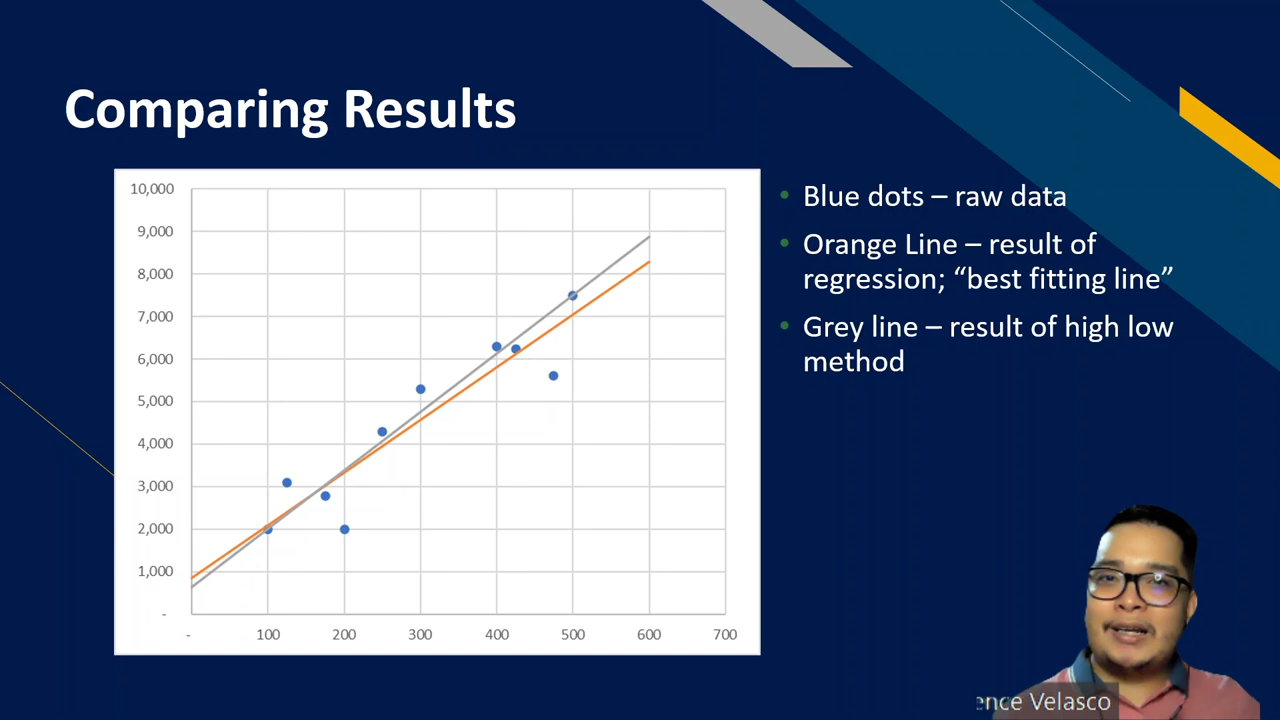 Comparing Results
10,000
9,000
8,000
7,000
6,000
5,000
4,000
3,000
2,000
1,000
-
- 100 200 300 400 500 600 700
• Blue dots – raw data
• Orange Line – result of
regression; “best fitting line”
• Grey line – result of high low
method
Velasco